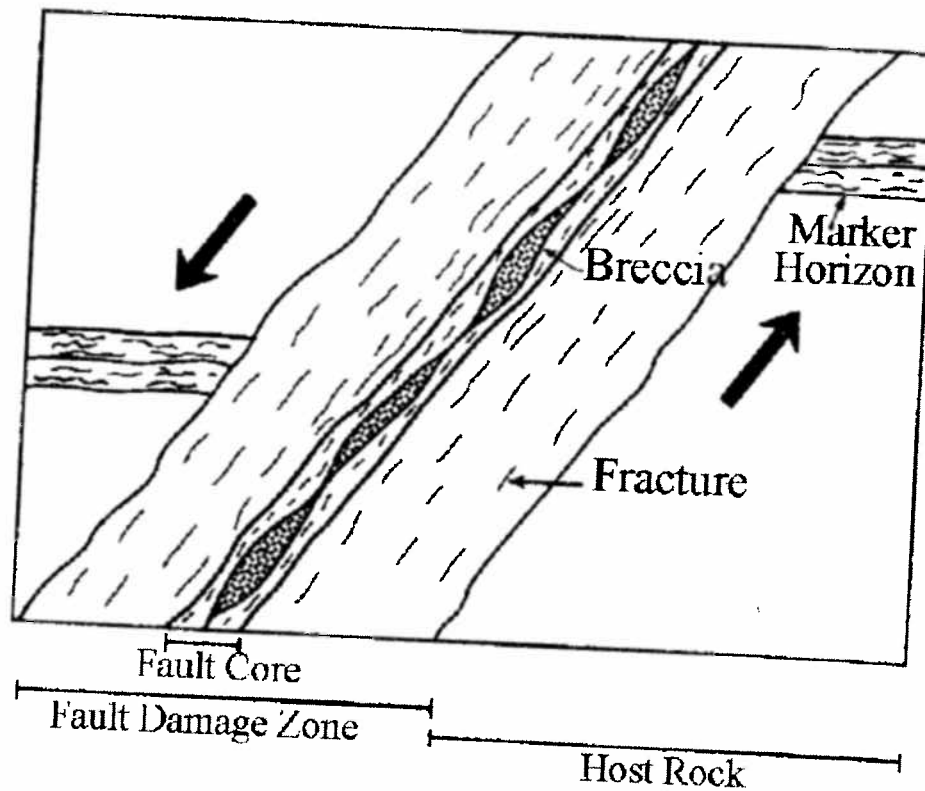 Marker
Horizon
Breccia
Fracture
Fault Core
Fault Damage Zone
Host Rock